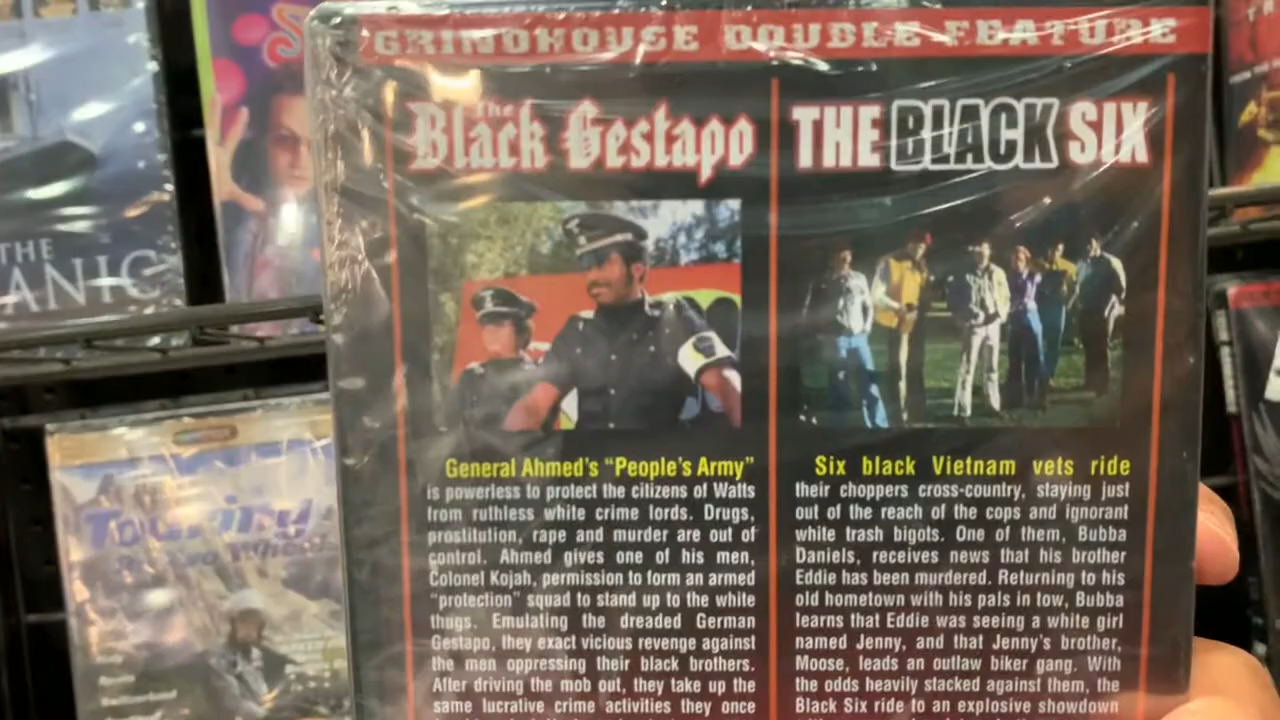 GRINDHOUSE DOUBLE FEATURE
The
Black Gestapo
General Ahmed's “People's Army”
is powerless to protect the citizens of Watts
from ruthless white crime lords. Drugs,
prostitution, rape and murder are out of
control. Ahmed gives one of his men,
Colonel Kojah, permission to form an armed
“protection” squad to stand up to the white
thugs. Emulating the dreaded German
Gestapo, they exact vicious revenge against
the men oppressing their black brothers.
After driving the mob out, they take up the
same lucrative crime activities they once
THE BLACK SIX
Six black Vietnam vets ride
their choppers cross-country, staying just
out of the reach of the cops and ignorant
white trash bigots. One of them, Bubba
Daniels, receives news that his brother
Eddie has been murdered. Returning to his
old hometown with his pals in tow, Bubba
learns that Eddie was seeing a white girl
named Jenny, and that Jenny's brother,
Moose, leads an outlaw biker gang. With
the odds heavily stacked against them, the
Black Six ride to an explosive showdown
THE
ANIC
Touring